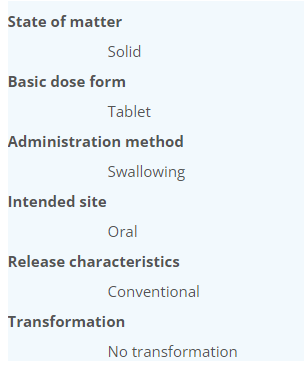 State of matter
Solid
Basic dose form
Tablet
Administration method
Swallowing
Intended site
Oral
Release characteristics
Conventional
Transformation
No transformation